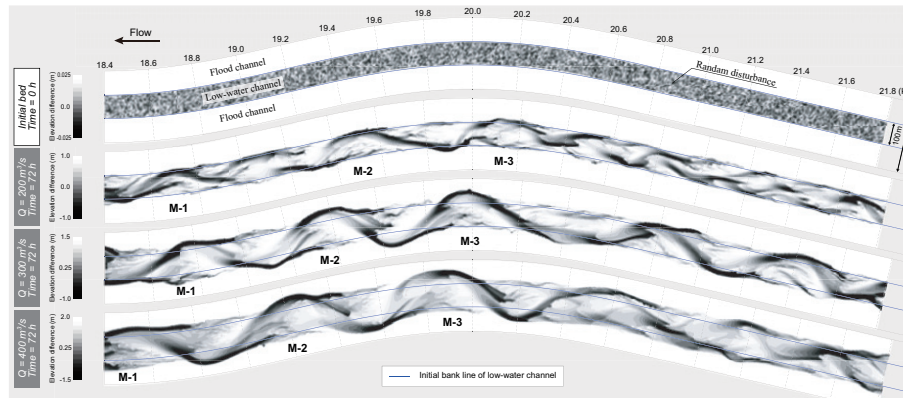 18.4
18.6
18.8
19.0
19.2
19.4
19.6
19.8
20.0
20.2
20.4
20.6
20.8
21.0
21.2
21.4
21.6
21.8 (k
Flow
Flood channel
Low-water channel
Flood channel
Randam disturbance
100m
Initial bed
Time = 0 h
Elevation difference (m)
0.025
0.0
-0.025
Q = 200 m³/s
Time = 72 h
Elevation difference (m)
1.0
0.0
-1.0
M-1
M-2
M-3
Q = 300 m³/s
Time = 72 h
Elevation difference (m)
1.5
0.25
-1.0
M-1
M-2
M-3
Q = 400 m³/s
Time = 72 h
Elevation difference (m)
2.0
0.25
-1.5
M-1
M-2
M-3
Initial bank line of low-water channel